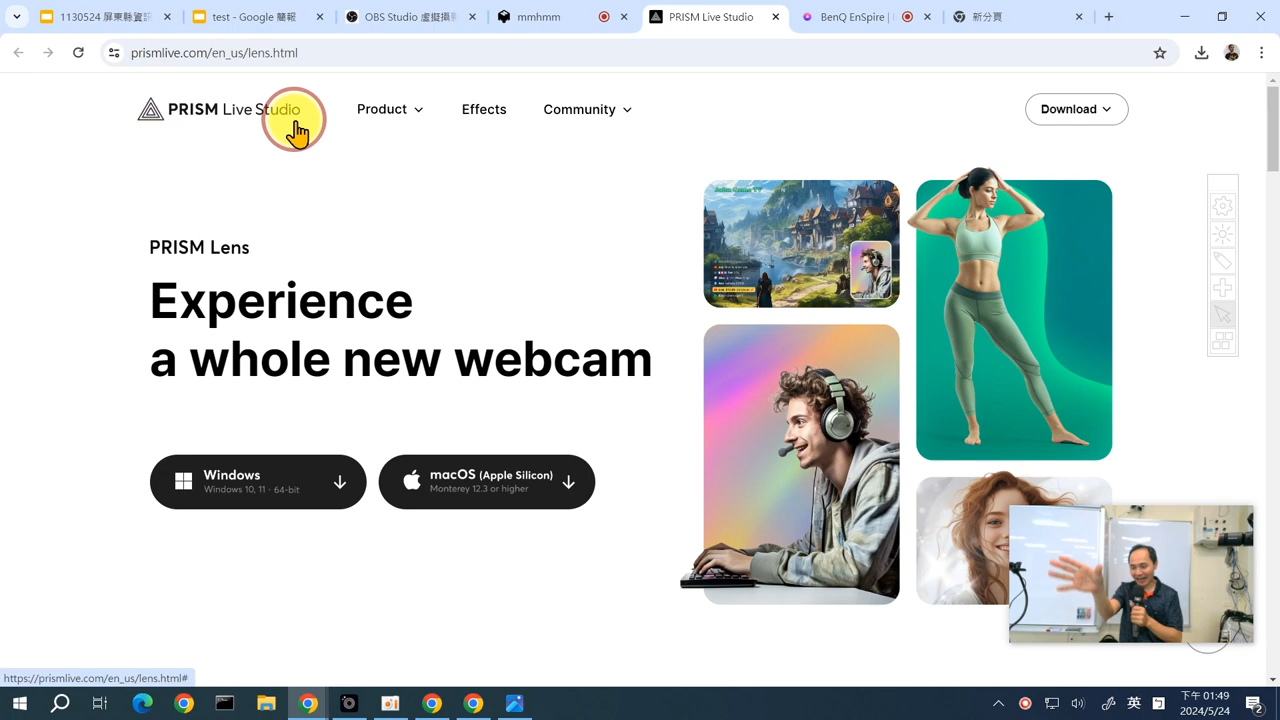 1130524 屏東縣資訊
test - Google 簡報
OBS Studio 虛擬攝
mmhmm
PRISM Live Studio
BenQ EnSpire
新分頁
prismlive.com/en_us/lens.html
PRISM Live Studio
Product
Effects
Community
Download
PRISM Lens
Experience
a whole new webcam
Windows
Windows 10, 11 · 64-bit
macOS (Apple Silicon)
Monterey 12.3 or higher
https://prismlive.com/en_us/lens.html#
英
下午 01:49
2024/5/24
2